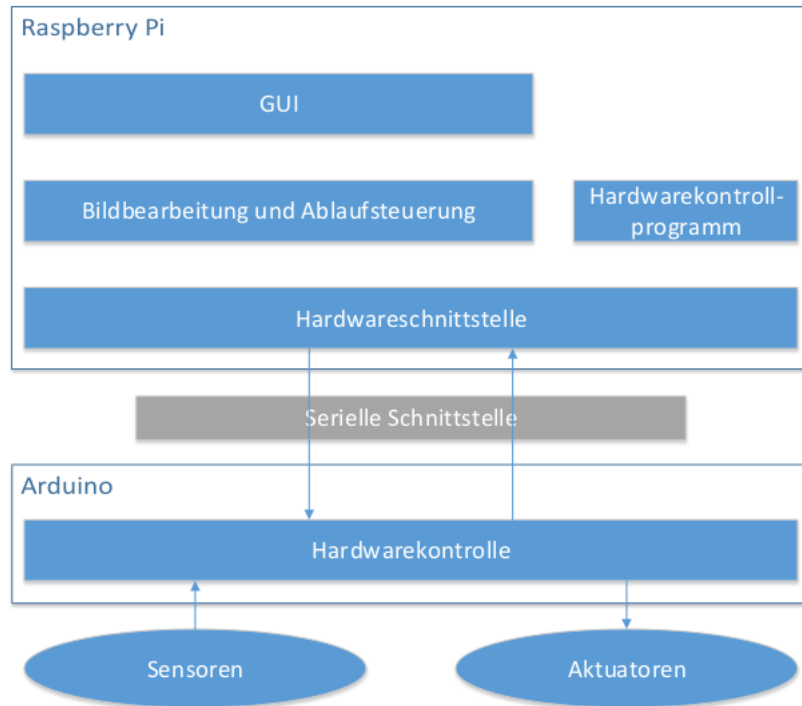 Raspberry Pi
GUI
Bildbearbeitung und Ablaufsteuerung
Hardwarekontroll-
programm
Hardwareschnittstelle
Serielle Schnittstelle
Arduino
Hardwarekontrolle
Sensoren
Aktuatoren